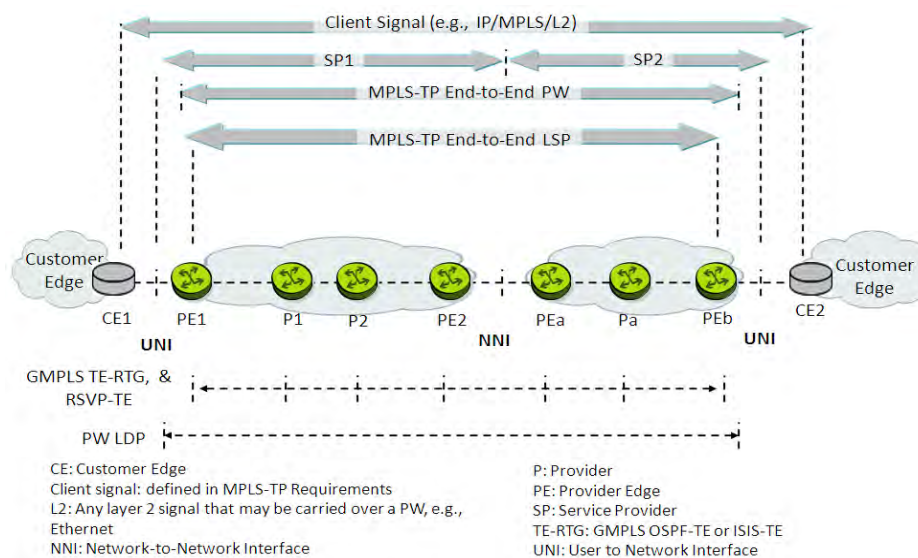 Client Signal (e.g., IP/MPLS/L2)
SP1
SP2
MPLS-TP End-to-End PW
MPLS-TP End-to-End LSP
Customer
Edge
Customer
Edge
CE1
PE1
P1
P2
PE2
PEa
Pa
PEb
CE2
UNI
NNI
UNI
GMPLS TE-RTG, &
RSVP-TE
PW LDP
CE: Customer Edge
Client signal: defined in MPLS-TP Requirements
L2: Any layer 2 signal that may be carried over a PW, e.g.,
Ethernet
NNI: Network-to-Network Interface
P: Provider
PE: Provider Edge
SP: Service Provider
TE-RTG: GMPLS OSPF-TE or ISIS-TE
UNI: User to Network Interface